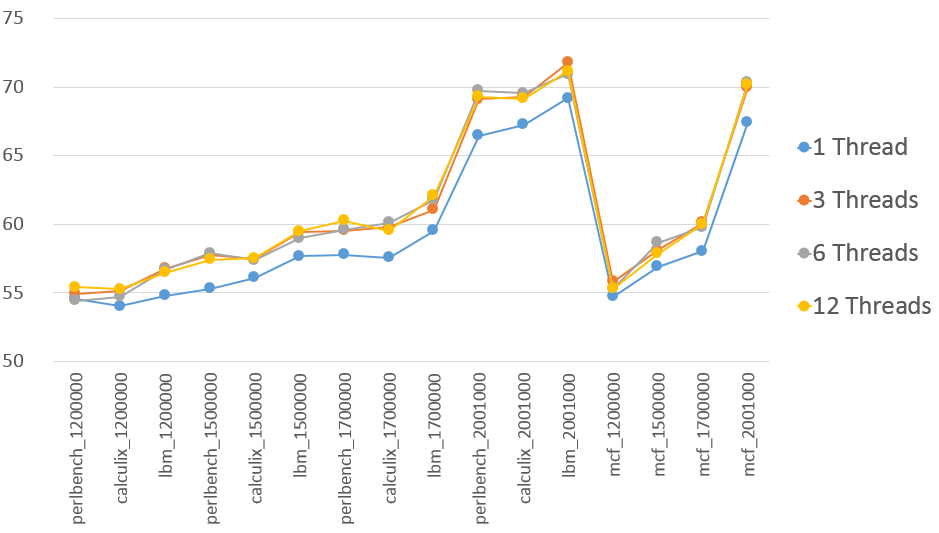 75
70
65
60
55
50
perlbench_1200000
calculix_1200000
lbm_1200000
perlbench_1500000
calculix_1500000
lbm_1500000
perlbench_1700000
calculix_1700000
lbm_1700000
perlbench_2001000
calculix_2001000
lbm_2001000
mcf_1200000
mcf_1500000
mcf_1700000
mcf_2001000
1 Thread
3 Threads
6 Threads
12 Threads